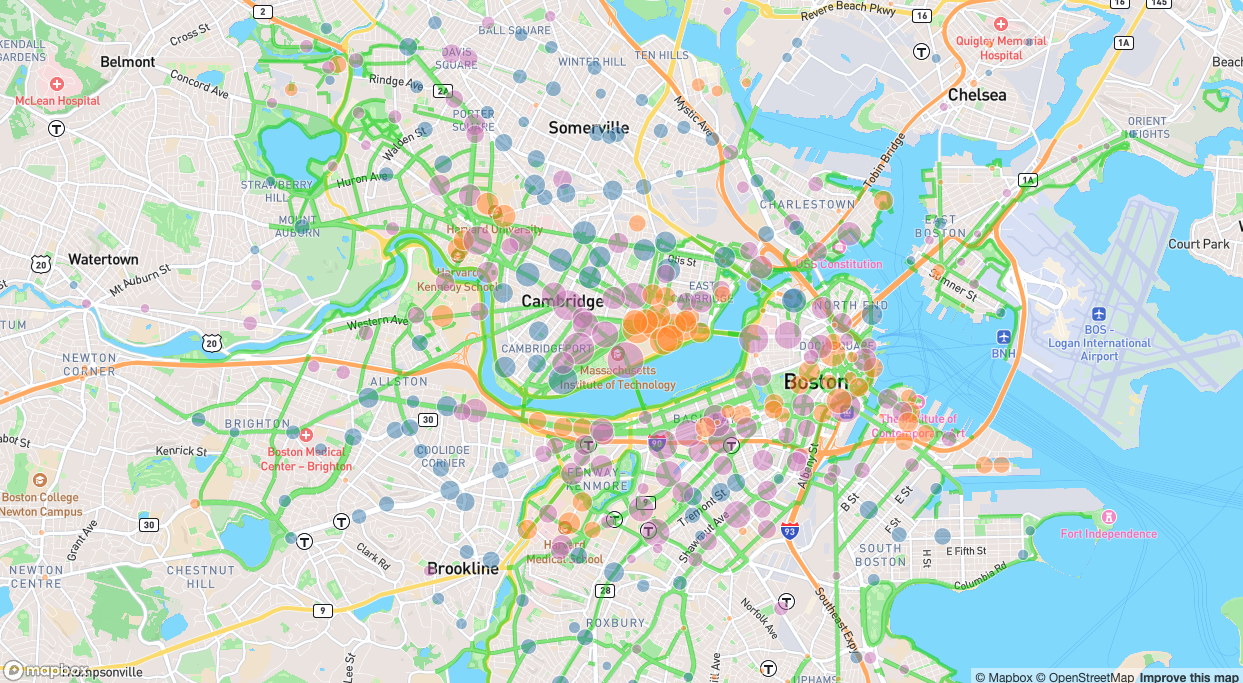 Revere Beach Pkwy
16
16
145
2
Cross St
BALL SQUARE
KENDALL
GARDENS
Belmont
DAVIS
SQUARE
TEN HILLS
Quigley Memorial
Hospital
1A
WINTER HILL
Beach
Concord Ave
Rindge Ave
2A
McLean Hospital
Chelsea
Mystic Ave
PORTER
SQUARE
Somerville
ORIENT
HEIGHTS
Walden St
Tobin Bridge
STRAWBERRY
HILL
Huron Ave
1A
CHARLESTOWN
MOUNT
AUBURN
Harvard University
EAST
BOSTON
Court Park
Watertown
20
Otis St
USS Constitution
Mt Auburn St
Harvard
Kennedy School
Sumner St
EAST
CAMBRIDGE
Cambridge
NORTH END
Western Ave
TUM
BOS -
Logan International
Airport
20
BNH
CAMBRIDGEPORT
DOCK SQUARE
NEWTON
CORNER
Massachusetts
Institute of Technology
ALLSTON
Boston
30
BACK
The Institute of
Contemporary Art
BRIGHTON
90
Kenrick St
Boston Medical
Center – Brighton
COOLIDGE
CORNER
Albany St
FENWAY-
KENMORE
Boston College
Newton Campus
9
Tremont St
B St
E St
30
Grant Ave
Shawmut Ave
F St
93
Fort Independence
Clark Rd
Harvard
Medical School
SOUTH
BOSTON
H St
E Fifth St
NEWTON
CENTRE
CHESTNUT
HILL
Brookline
Columbia Rd
28
9
Norfolk Ave
Southeast Expy
ROXBURY
Lee St
mapbox
Thompsonville
UPHAMS
© Mapbox © OpenStreetMap Improve this map